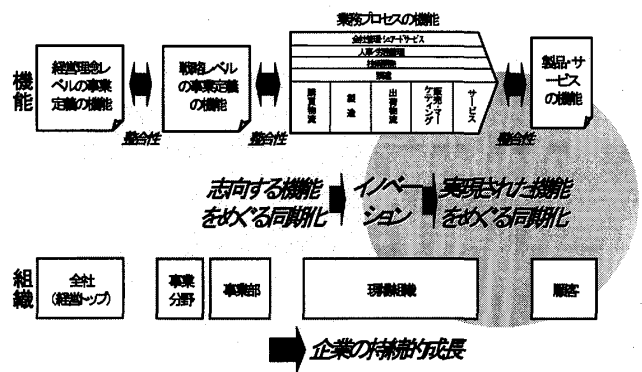 業務プロセスの機能
機能
経営理念レ
ベルの事業
定義の機能
戦略レベル
の事業定義
の機能
会社管理・シェアードサービス
人事・労務管理
技術開発
調達
購買物流
製造
出荷物流
販売・マー
ケティング
サービス
製品・サ
ービス
の機能
整合性
整合性
整合性
志向する機能
をめぐる同期化
イノベー
ション
実現された機能
をめぐる同期化
組織
全社
(経営トップ)
事業
分野
事業部
現場組織
顧客
企業の持続的成長